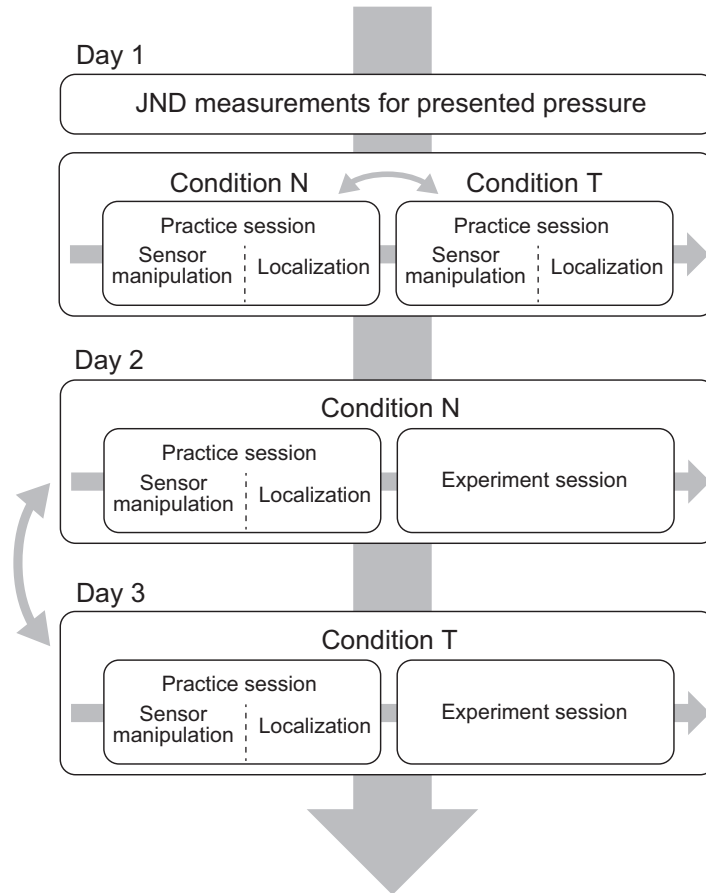 Day 1
JND measurements for presented pressure
Condition N
Condition T
Practice session
Sensor
manipulation
Localization
Practice session
Sensor
manipulation
Localization
Day 2
Condition N
Practice session
Sensor
manipulation
Localization
Experiment session
Day 3
Condition T
Practice session
Sensor
manipulation
Localization
Experiment session